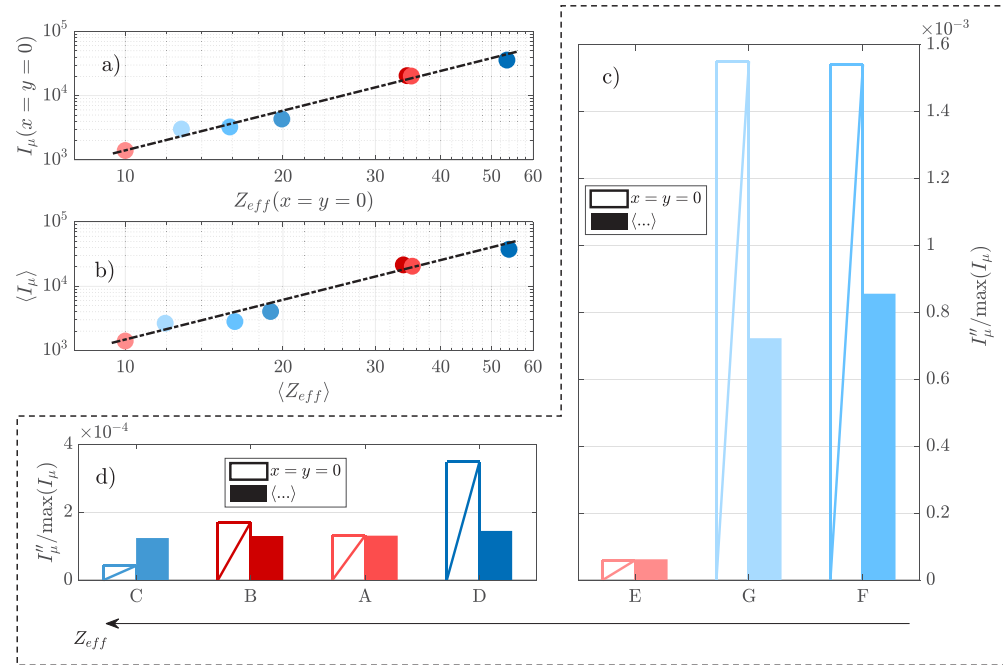 a)
10^5
10^4
10^3
I_μ(x = y = 0)
10 20 30 40 50 60
Z_eff(x = y = 0)
b)
10^5
10^4
10^3
⟨I_μ⟩
10 20 30 40 50 60
⟨Z_eff⟩
c)
×10^-3
1.6
1.4
1.2
1
0.8
0.6
0.4
0.2
0
I''_μ/max(I_μ)
x = y = 0
⟨...⟩
E G F
d)
×10^-4
4
2
0
I''_μ/max(I_μ)
x = y = 0
⟨...⟩
C B A D
Z_eff